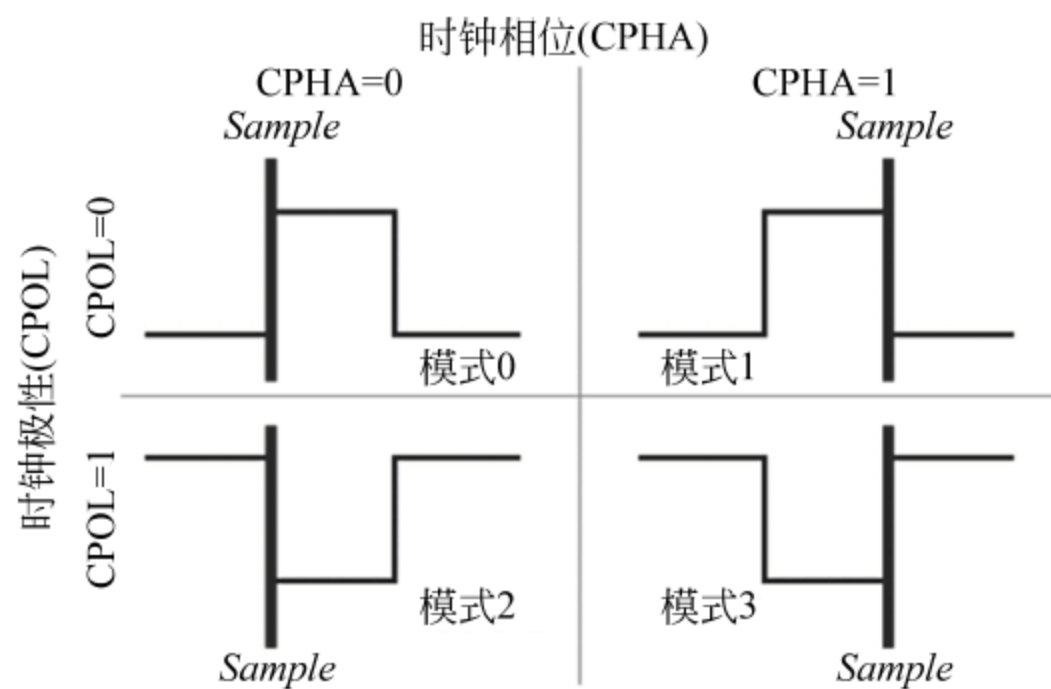 时钟相位(CPHA)
CPHA=0
CPHA=1
Sample
Sample
时钟极性(CPOL)
CPOL=0
模式0
模式1
CPOL=1
模式2
模式3
Sample
Sample